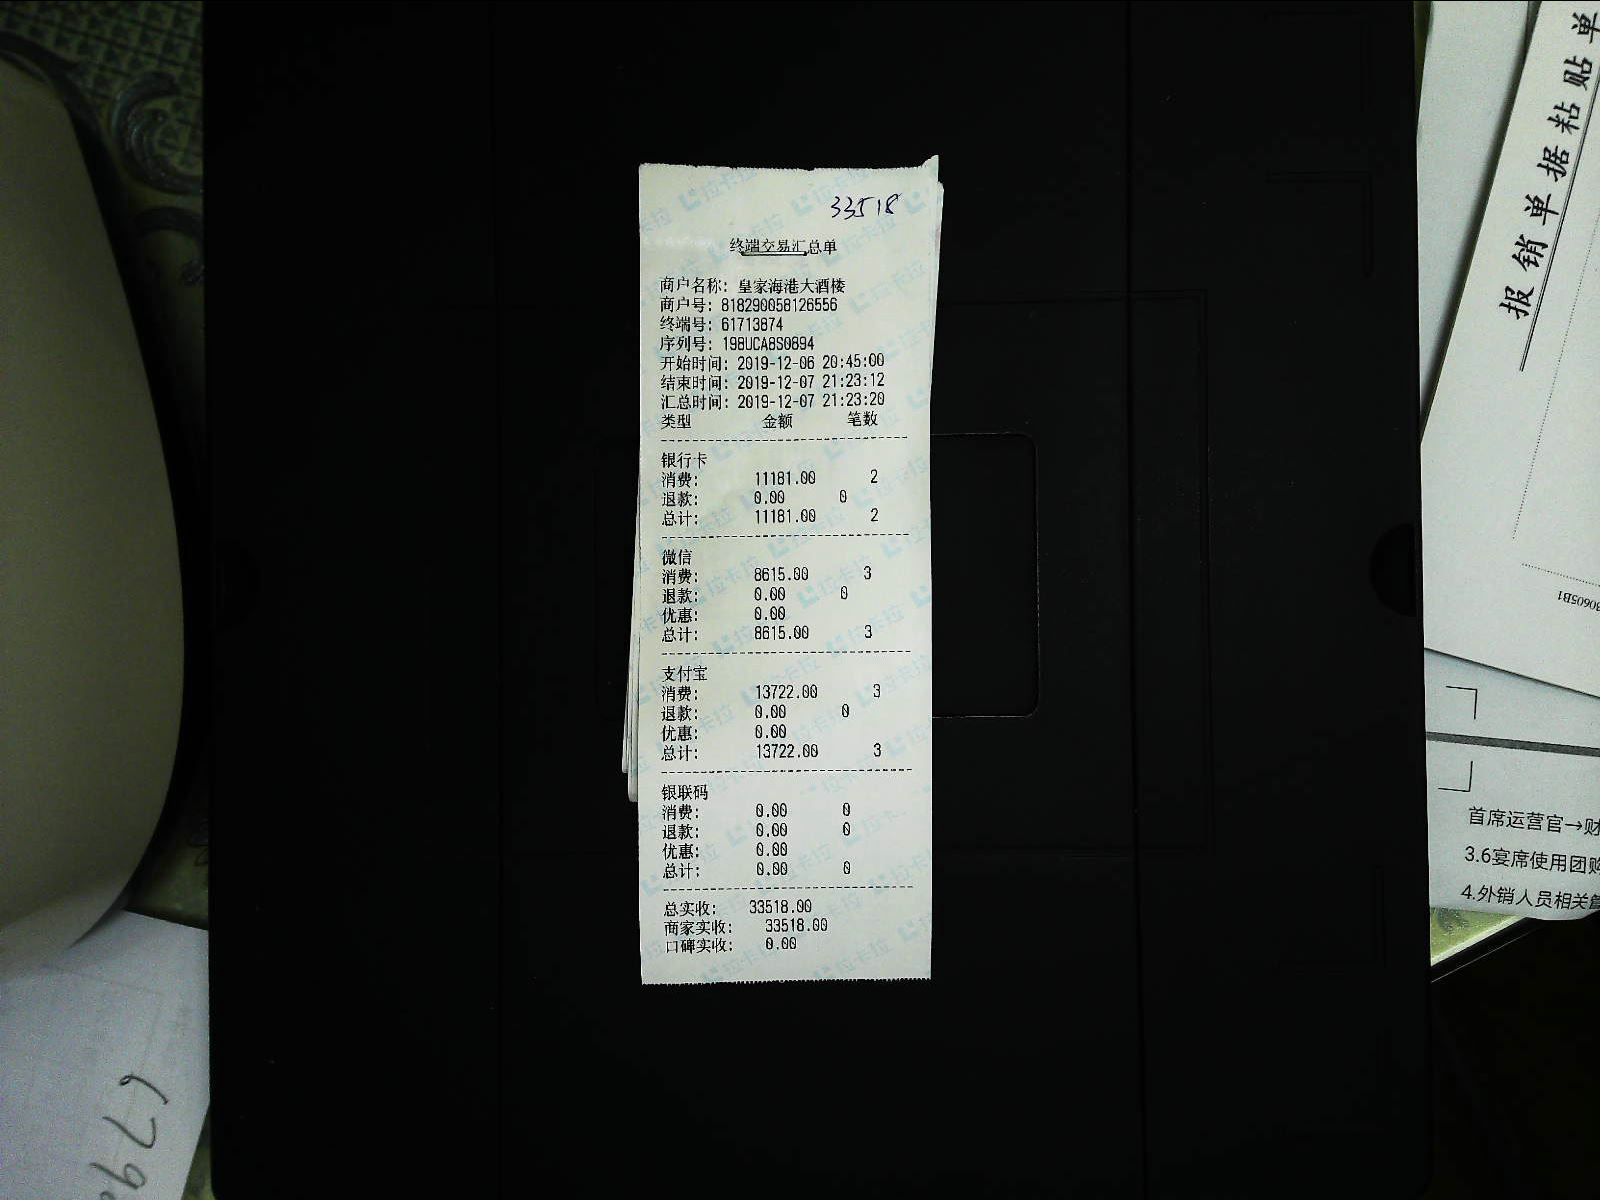 33518
终端交易汇总单
商户名称: 皇家海港大酒楼
商户号: 818290058126556
终端号: 61713874
序列号: 198UCA8S0894
开始时间: 2019-12-06 20:45:00
结束时间: 2019-12-07 21:23:12
汇总时间: 2019-12-07 21:23:20
类型 金额 笔数
银行卡
消费: 11181.00 2
退款: 0.00 0
总计: 11181.00 2
微信
消费: 8615.00 3
退款: 0.00 0
优惠: 0.00
总计: 8615.00 3
支付宝
消费: 13722.00 3
退款: 0.00 0
优惠: 0.00
总计: 13722.00 3
银联码
消费: 0.00 0
退款: 0.00 0
优惠: 0.00
总计: 0.00 0
总实收: 33518.00
商家实收: 33518.00
口碑实收: 0.00
报销单据粘贴单
30605B1
首席运营官→财
3.6宴席使用团购
4.外销人员相关管